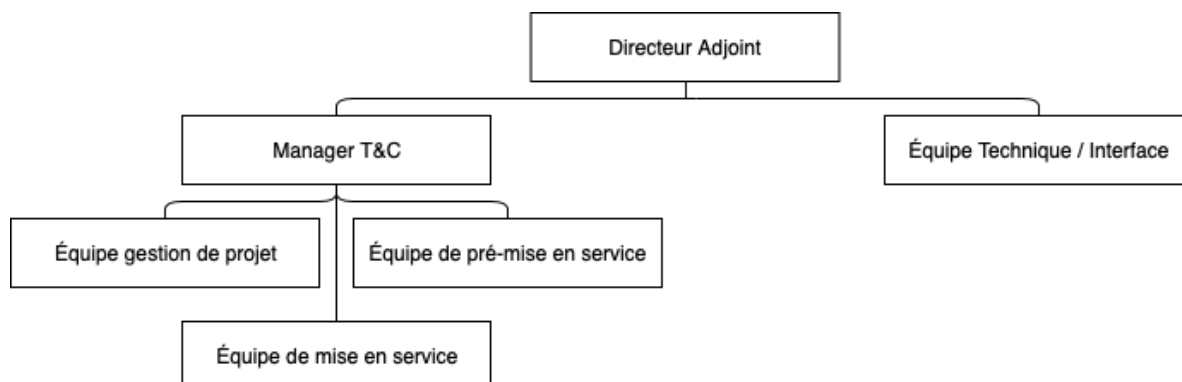 Directeur Adjoint
Manager T&C
Équipe Technique / Interface
Équipe gestion de projet
Équipe de pré-mise en service
Équipe de mise en service